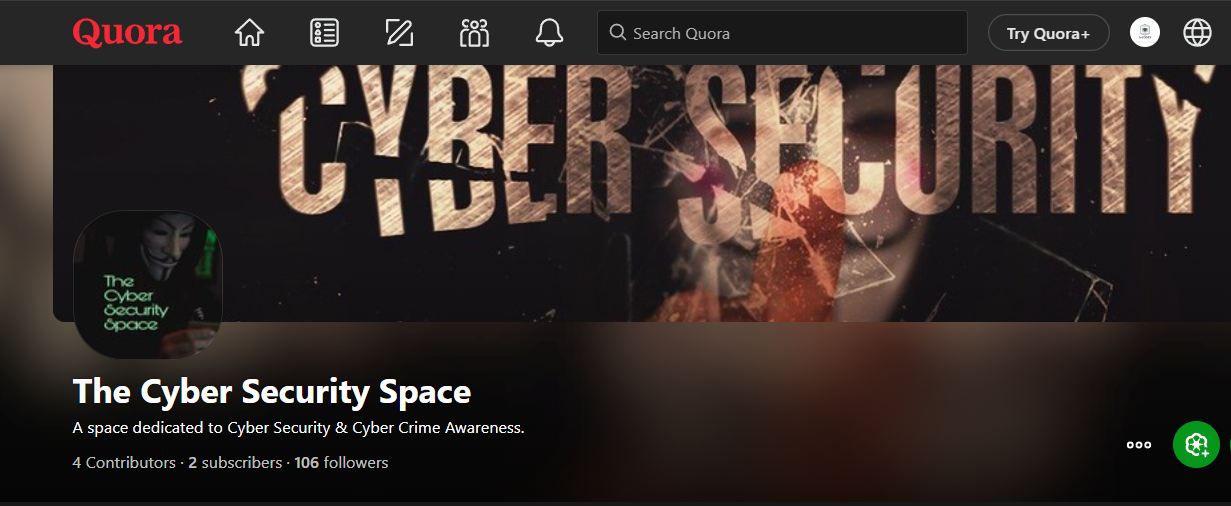 Quora
Search Quora
Try Quora+
CYBER SECURITY
The
Cyber
Security
Space
The Cyber Security Space
A space dedicated to Cyber Security & Cyber Crime Awareness.
4 Contributors · 2 subscribers · 106 followers